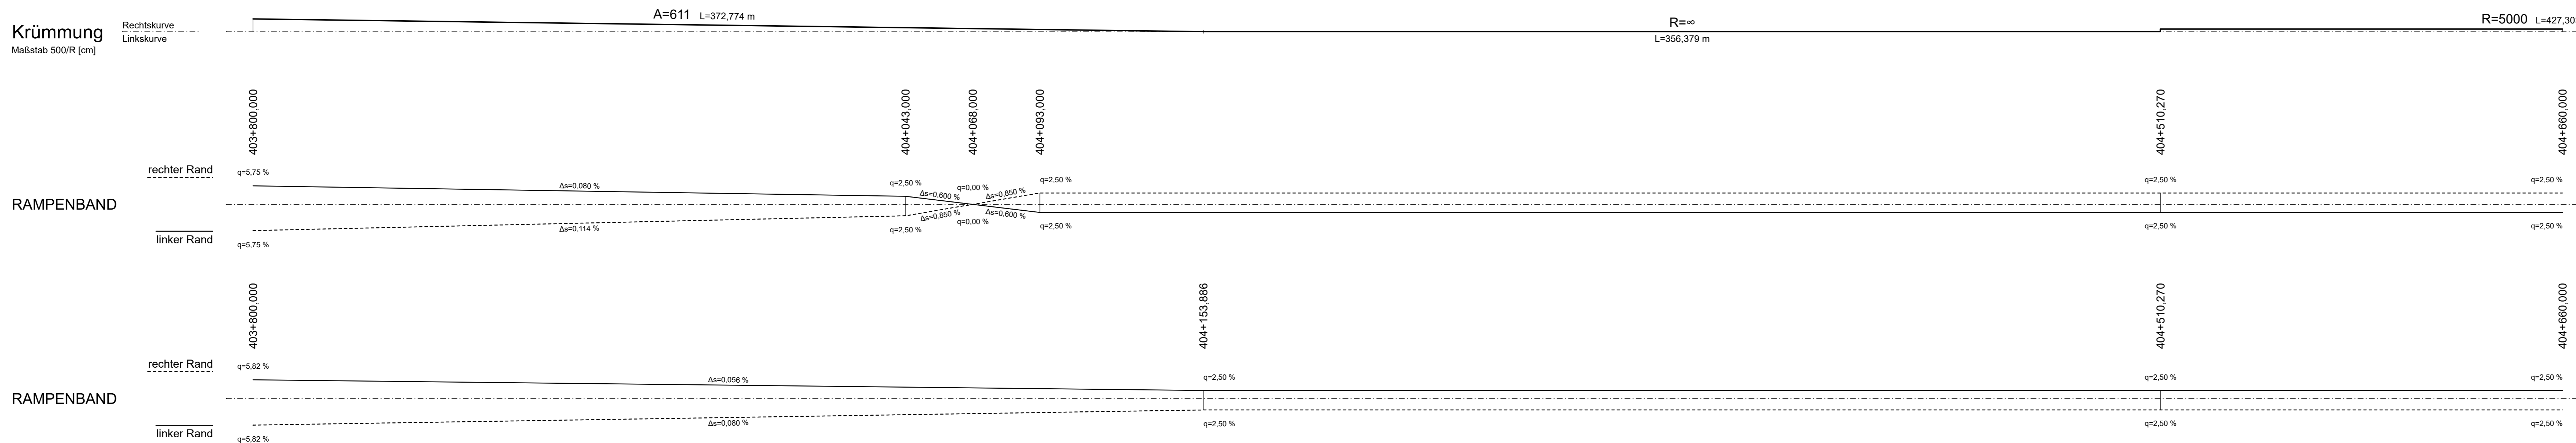 Krümmung
Maßstab 500/R [cm]
Rechtskurve
Linkskurve
A=611 L=372,774 m
R=∞
L=356,379 m
R=5000 L=427,30
403+800,000
404+043,000
404+068,000
404+093,000
404+510,270
404+660,000
rechter Rand
RAMPENBAND
linker Rand
q=5,75 %
q=5,75 %
Δs=0,080 %
Δs=0,114 %
q=2,50 %
q=2,50 %
Δs=0,600 %
Δs=0,850 %
q=0,00 %
q=0,00 %
Δs=0,850 %
Δs=0,600 %
q=2,50 %
q=2,50 %
q=2,50 %
q=2,50 %
q=2,50 %
q=2,50 %
403+800,000
404+153,886
404+510,270
404+660,000
rechter Rand
RAMPENBAND
linker Rand
q=5,82 %
q=5,82 %
Δs=0,056 %
Δs=0,080 %
q=2,50 %
q=2,50 %
q=2,50 %
q=2,50 %
q=2,50 %
q=2,50 %